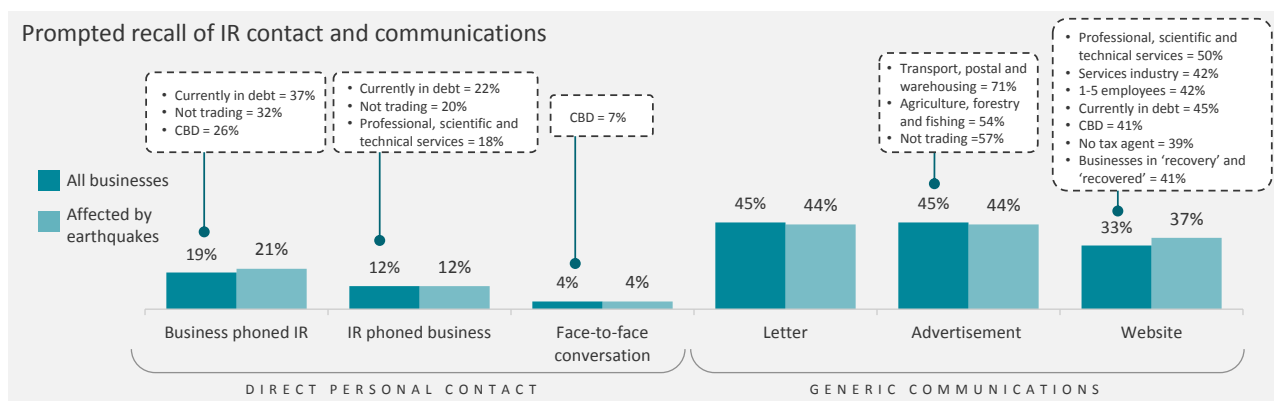 Prompted recall of IR contact and communications
• Currently in debt = 37%
• Not trading = 32%
• CBD = 26%
• Currently in debt = 22%
• Not trading = 20%
• Professional, scientific and
technical services = 18%
CBD = 7%
• Transport, postal and
warehousing = 71%
• Agriculture, forestry
and fishing = 54%
• Not trading =57%
• Professional, scientific and
technical services = 50%
• Services industry = 42%
• 1-5 employees = 42%
• Currently in debt = 45%
• CBD = 41%
• No tax agent = 39%
• Businesses in ‘recovery’ and
‘recovered’ = 41%
All businesses
Affected by
earthquakes
19% 21%
12% 12%
4% 4%
45% 44%
45% 44%
33% 37%
Business phoned IR
IR phoned business
Face-to-face
conversation
Letter
Advertisement
Website
DIRECT PERSONAL CONTACT
GENERIC COMMUNICATIONS